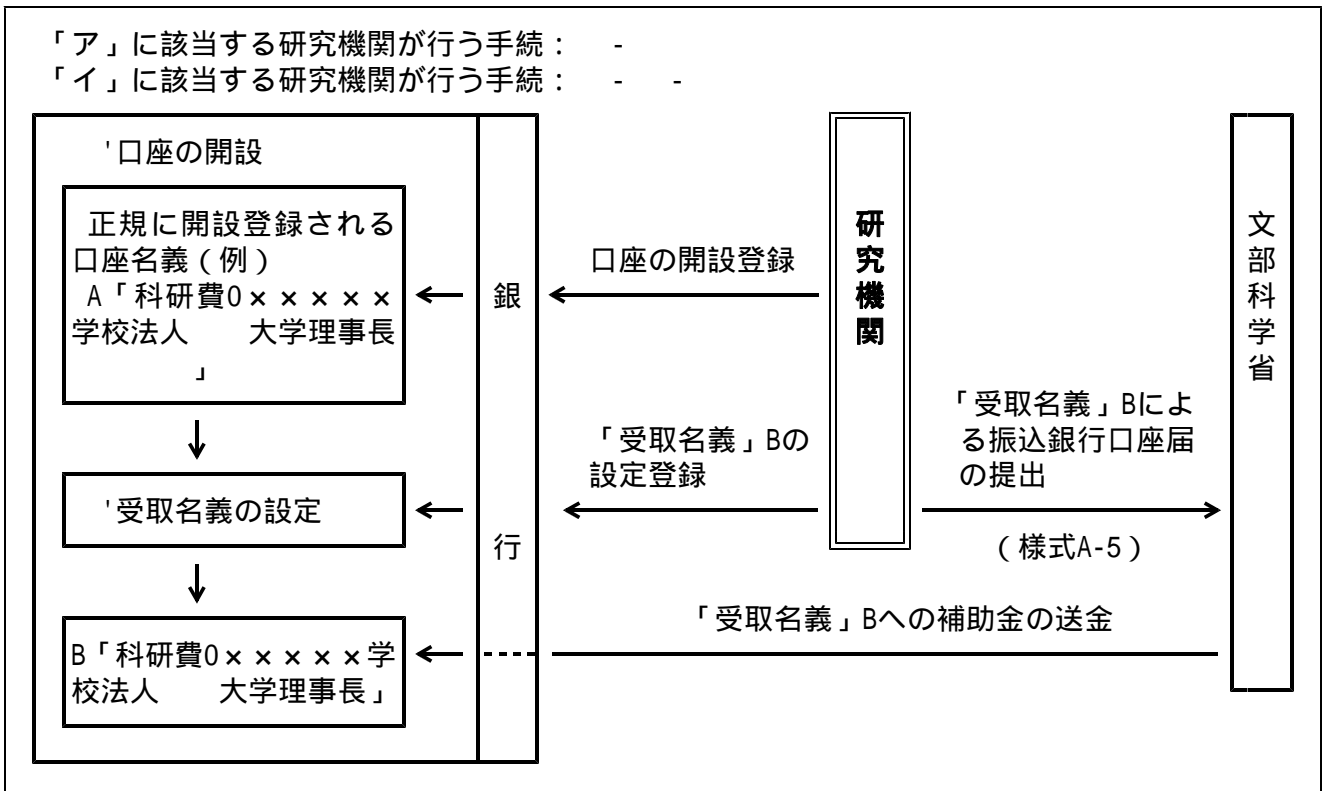 「ア」に該当する研究機関が行う手続：　-
「イ」に該当する研究機関が行う手続：　-　-
'口座の開設
正規に開設登録される
口座名義（例）
A「科研費0×××××
学校法人　　大学理事長
」
'受取名義の設定
B「科研費0×××××学
校法人　　大学理事長」
銀
行
口座の開設登録
「受取名義」Bの
設定登録
研
究
機
関
「受取名義」Bによ
る振込銀行口座届
の提出
（様式A-5）
「受取名義」Bへの補助金の送金
文
部
科
学
省